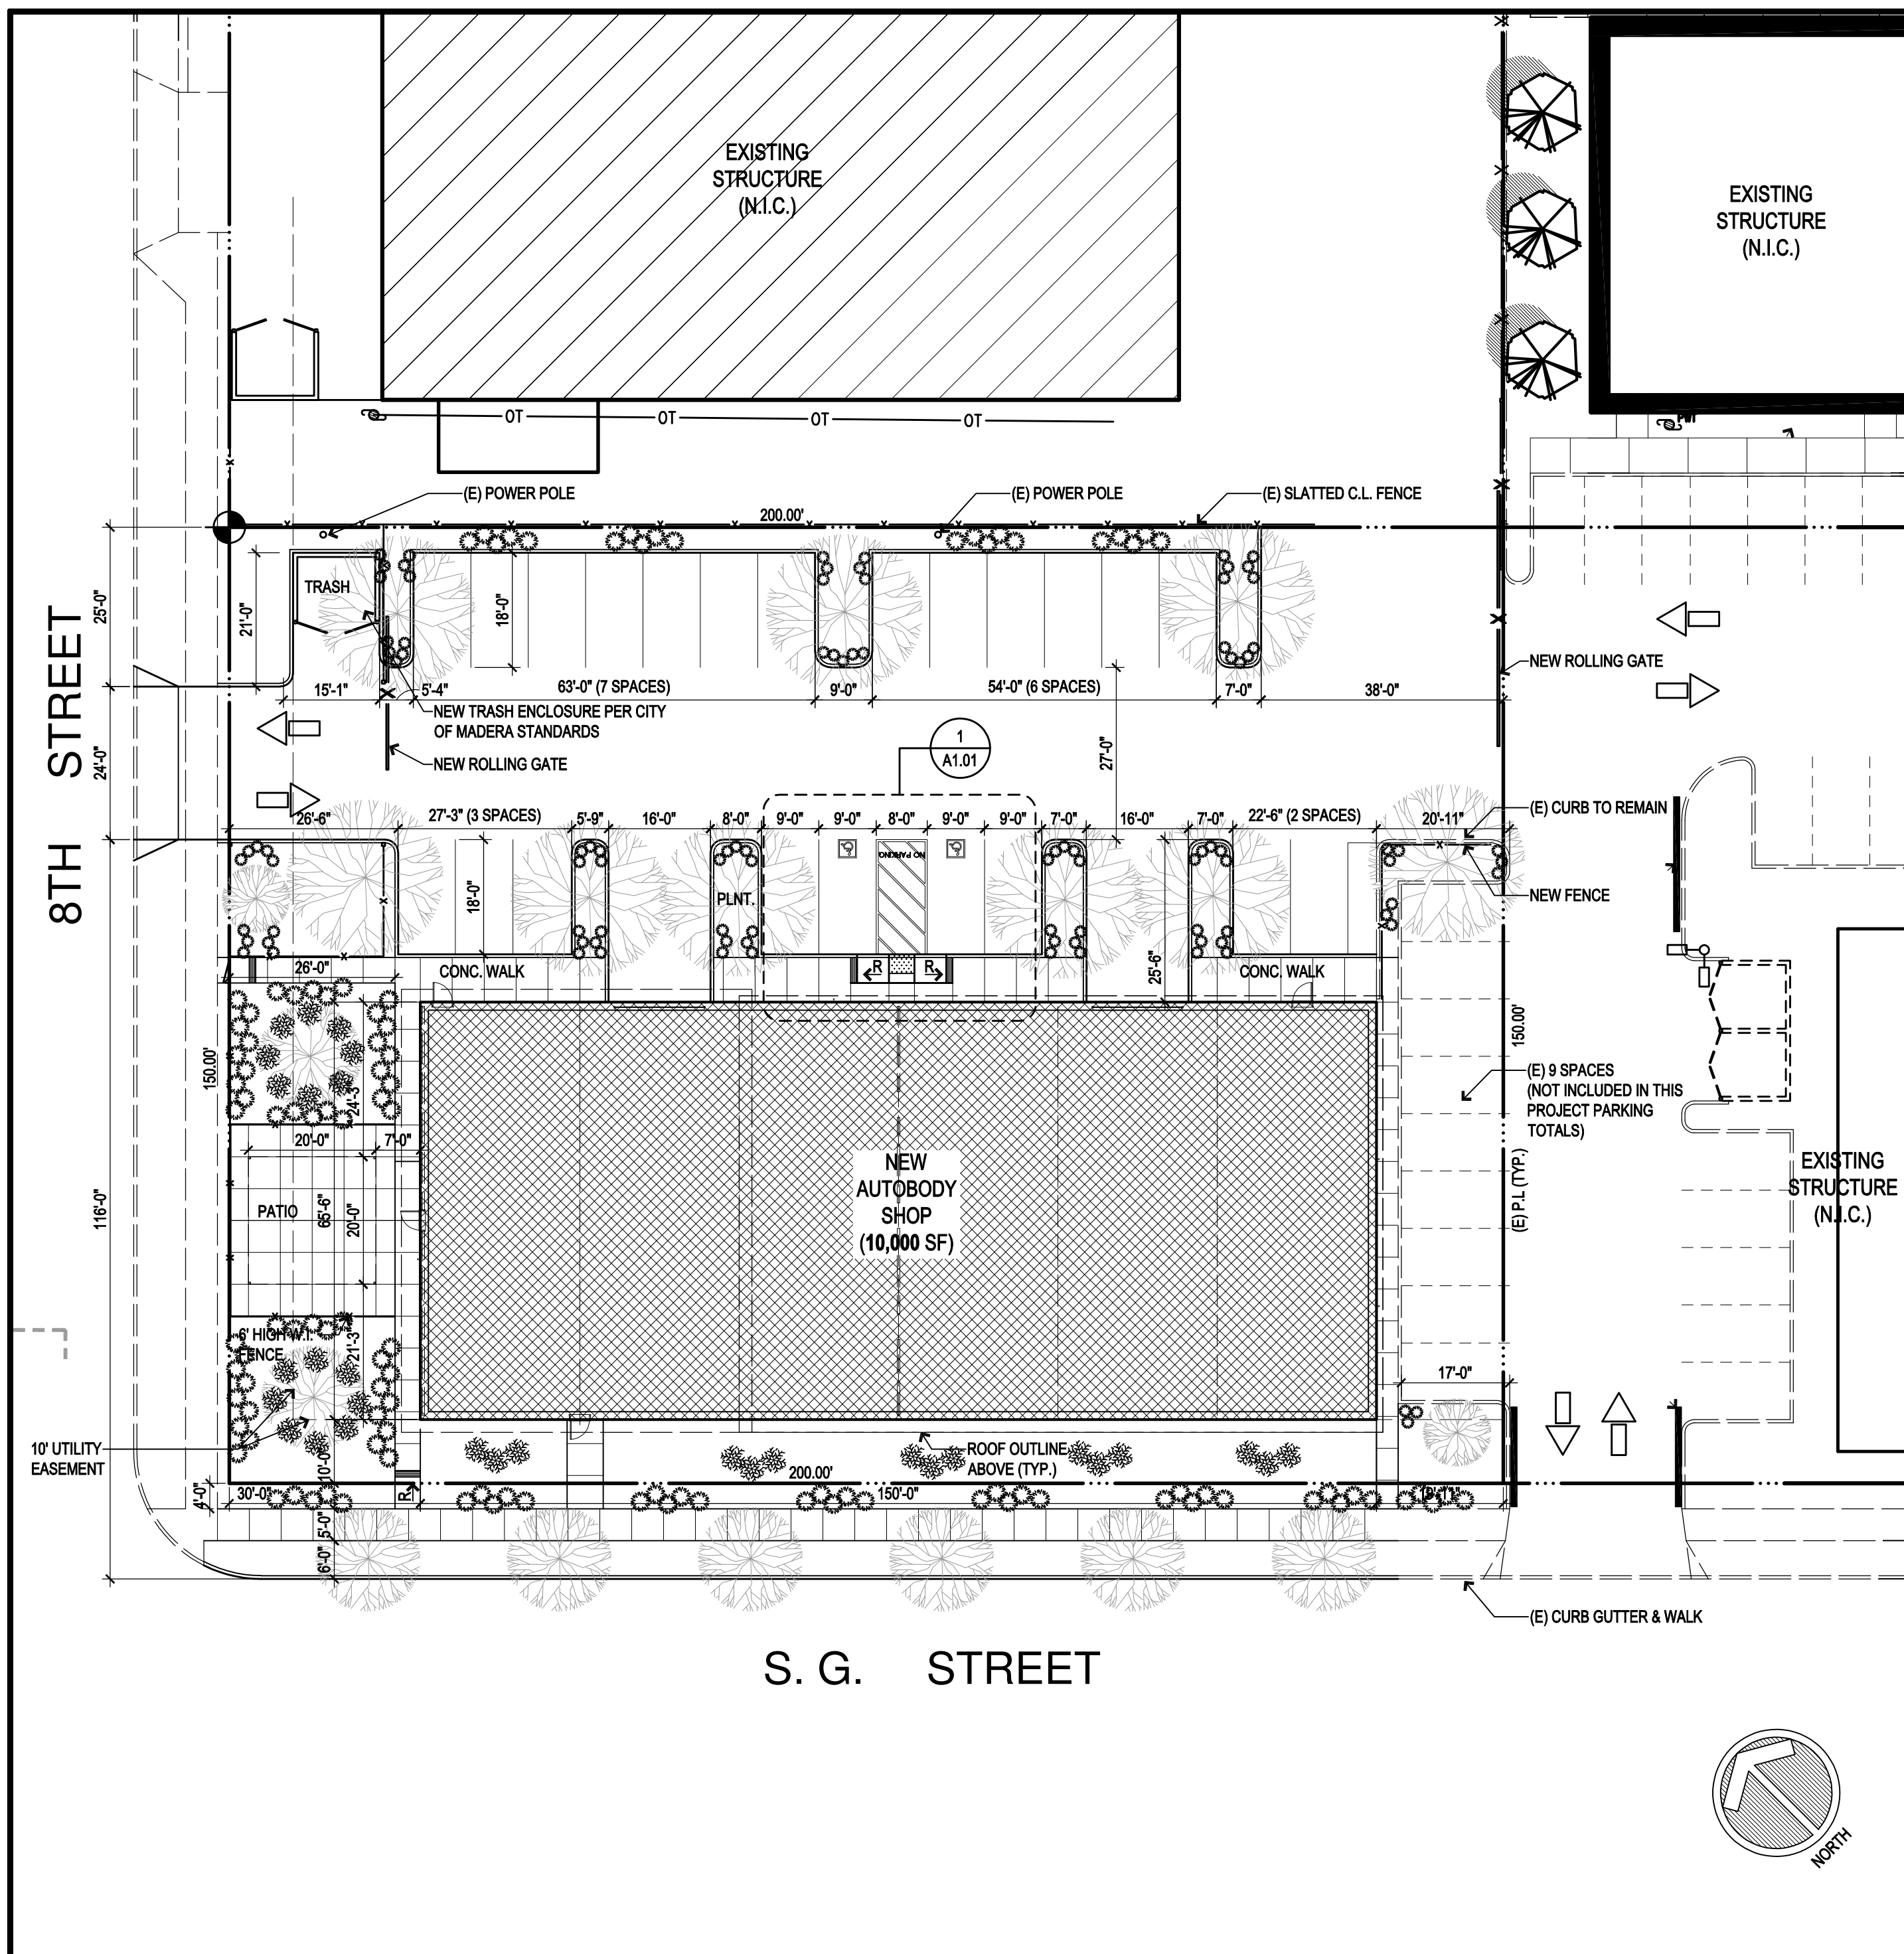 EXISTING
STRUCTURE
(N.I.C.)
EXISTING
STRUCTURE
(N.I.C.)
OT
OT
OT
OT
(E) POWER POLE
(E) POWER POLE
(E) SLATTED C.L. FENCE
200.00'
TRASH
21'-0"
18'-0"
25'-0"
8TH STREET
NEW ROLLING GATE
15'-1"
5'-4"
63'-0" (7 SPACES)
9'-0"
54'-0" (6 SPACES)
7'-0"
38'-0"
NEW TRASH ENCLOSURE PER CITY
OF MADERA STANDARDS
NEW ROLLING GATE
1
A1.01
24'-0"
27'-0"
26'-6"
27'-3" (3 SPACES)
5'-9"
16'-0"
8'-0"
9'-0"
9'-0"
8'-0"
9'-0"
9'-0"
7'-0"
16'-0"
7'-0"
22'-6" (2 SPACES)
20'-11"
(E) CURB TO REMAIN
NO PARKING
18'-0"
PLNT.
NEW FENCE
26'-0"
CONC. WALK
R
R
25'-6"
CONC. WALK
150.00'
150.00'
24'-3"
(E) 9 SPACES
(NOT INCLUDED IN THIS
PROJECT PARKING
TOTALS)
20'-0"
7'-0"
116'-0"
PATIO
65'-6"
20'-0"
NEW
AUTOBODY
SHOP
(10,000 SF)
(E) P.L (TYP.)
EXISTING
STRUCTURE
(N.I.C.)
6' HIGH W.I.
FENCE
21'-3"
17'-0"
10' UTILITY
EASEMENT
10'-0"
ROOF OUTLINE
ABOVE (TYP.)
200.00'
4'-0"
30'-0"
R
150'-0"
5'-0"
6'-0"
(E) CURB GUTTER & WALK
S. G. STREET
NORTH